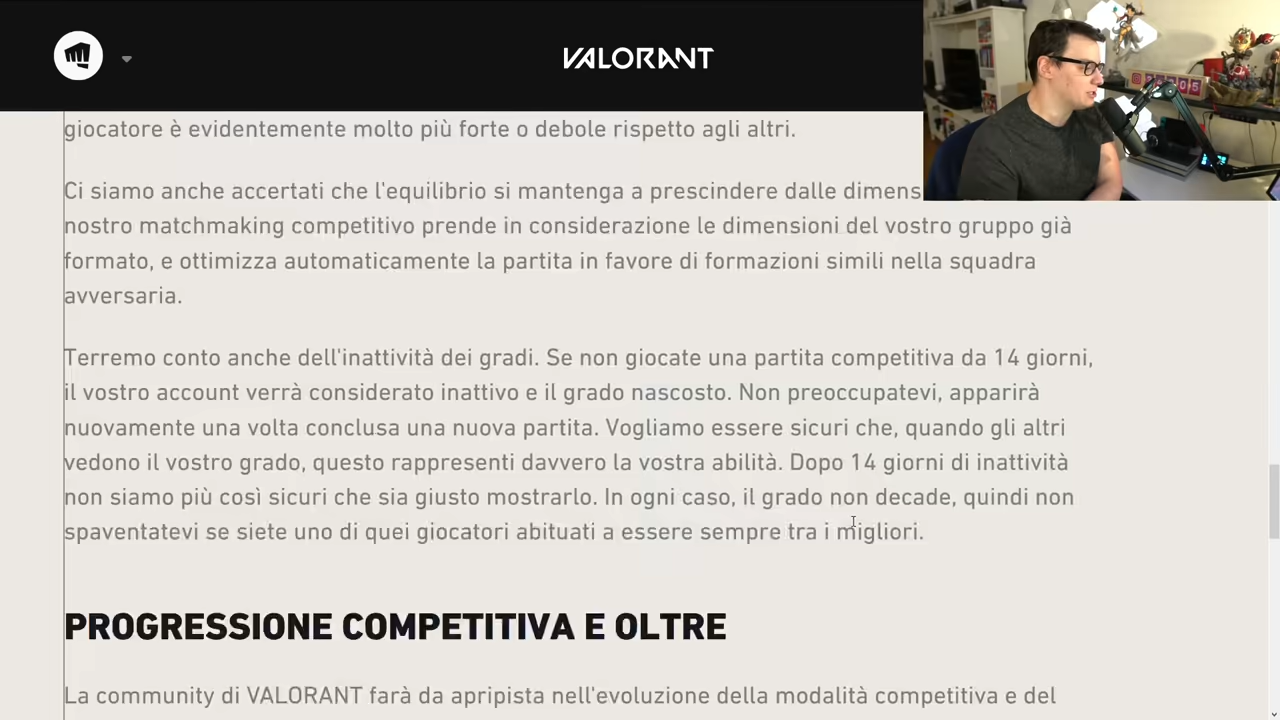 VALORANT
giocatore è evidentemente molto più forte o debole rispetto agli altri.
Ci siamo anche accertati che l'equilibrio si mantenga a prescindere dalle
nostro matchmaking competitivo prende in considerazione le dimensioni del vostro gruppo già
formato, e ottimizza automaticamente la partita in favore di formazioni simili nella squadra
avversaria.
Terremo conto anche dell'inattività dei gradi. Se non giocate una partita competitiva da 14 giorni,
il vostro account verrà considerato inattivo e il grado nascosto. Non preoccupatevi, apparirà
nuovamente una volta conclusa una nuova partita. Vogliamo essere sicuri che, quando gli altri
vedono il vostro grado, questo rappresenti davvero la vostra abilità. Dopo 14 giorni di inattività
non siamo più così sicuri che sia giusto mostrarlo. In ogni caso, il grado non decade, quindi non
spaventatevi se siete uno di quei giocatori abituati a essere sempre tra i migliori.
PROGRESSIONE COMPETITIVA E OLTRE
La community di VALORANT farà da apripista nell'evoluzione della modalità competitiva e del